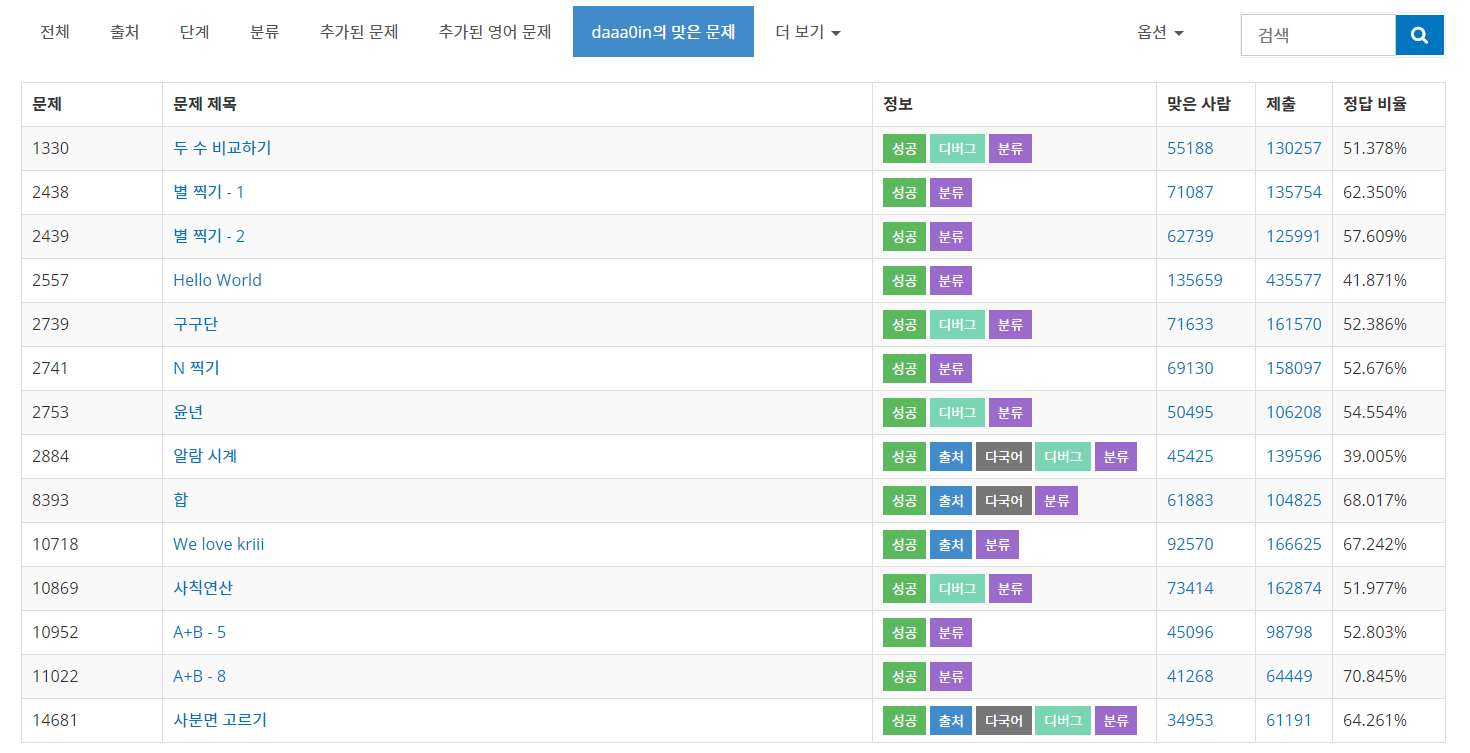 전체 출처 단계 분류 추가된 문제 추가된 영어 문제 daaa0in의 맞은 문제 더 보기 옵션 검색
문제 문제 제목 정보 맞은 사람 제출 정답 비율
1330 두 수 비교하기 성공 디버그 분류 55188 130257 51.378%
2438 별 찍기 - 1 성공 분류 71087 135754 62.350%
2439 별 찍기 - 2 성공 분류 62739 125991 57.609%
2557 Hello World 성공 분류 135659 435577 41.871%
2739 구구단 성공 디버그 분류 71633 161570 52.386%
2741 N 찍기 성공 분류 69130 158097 52.676%
2753 윤년 성공 디버그 분류 50495 106208 54.554%
2884 알람 시계 성공 출처 다국어 디버그 분류 45425 139596 39.005%
8393 합 성공 출처 다국어 분류 61883 104825 68.017%
10718 We love kriii 성공 출처 분류 92570 166625 67.242%
10869 사칙연산 성공 디버그 분류 73414 162874 51.977%
10952 A+B - 5 성공 분류 45096 98798 52.803%
11022 A+B - 8 성공 분류 41268 64449 70.845%
14681 사분면 고르기 성공 출처 다국어 디버그 분류 34953 61191 64.261%